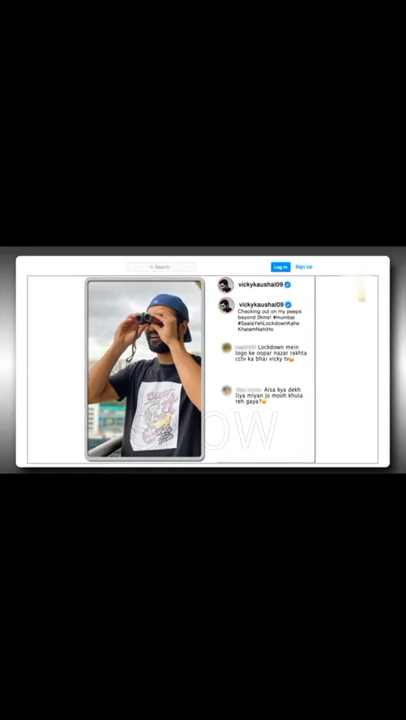 Search
Log In
Sign Up
vickykaushal09
vickykaushal09
Checking out on my peeps
beyond 2kms! #mumbai
#SaalaYehLockdownKahe
KhatamNahiHo
Lockdown mein
logo ke oopar nazar rakhta
cctv ka bhai vicky tv😂
Aisa kya dekh
liya miyan jo mooh khula
reh gaya?😂
OW